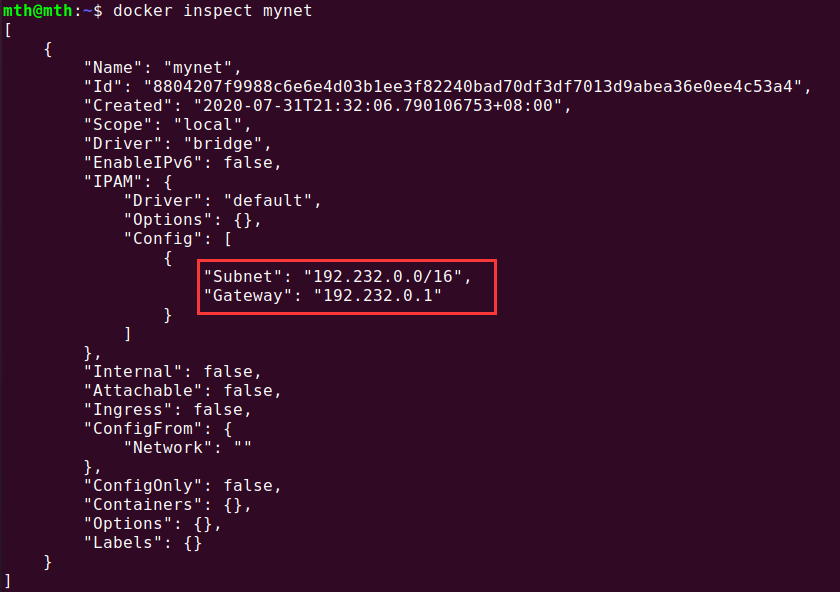 mth@mth:~$ docker inspect mynet
[
    {
        "Name": "mynet",
        "Id": "8804207f9988c6e6e4d03b1ee3f82240bad70df3df7013d9abea36e0ee4c53a4",
        "Created": "2020-07-31T21:32:06.790106753+08:00",
        "Scope": "local",
        "Driver": "bridge",
        "EnableIPv6": false,
        "IPAM": {
            "Driver": "default",
            "Options": {},
            "Config": [
                {
                    "Subnet": "192.232.0.0/16",
                    "Gateway": "192.232.0.1"
                }
            ]
        },
        "Internal": false,
        "Attachable": false,
        "Ingress": false,
        "ConfigFrom": {
            "Network": ""
        },
        "ConfigOnly": false,
        "Containers": {},
        "Options": {},
        "Labels": {}
    }
]